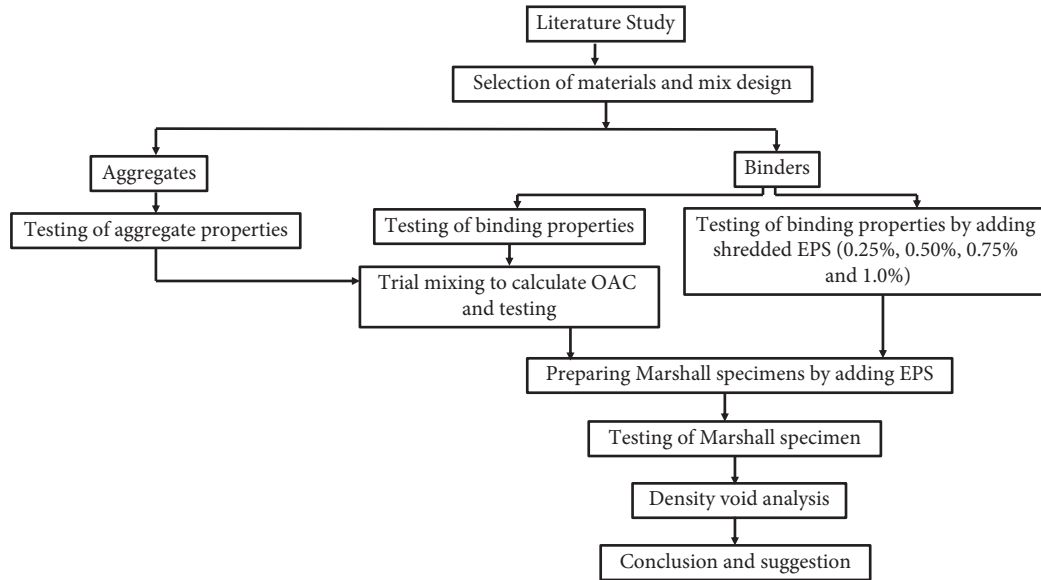 Literature Study
Selection of materials and mix design
Aggregates
Binders
Testing of aggregate properties
Testing of binding properties
Testing of binding properties by adding
shredded EPS (0.25%, 0.50%, 0.75%
and 1.0%)
Trial mixing to calculate OAC
and testing
Preparing Marshall specimens by adding EPS
Testing of Marshall specimen
Density void analysis
Conclusion and suggestion